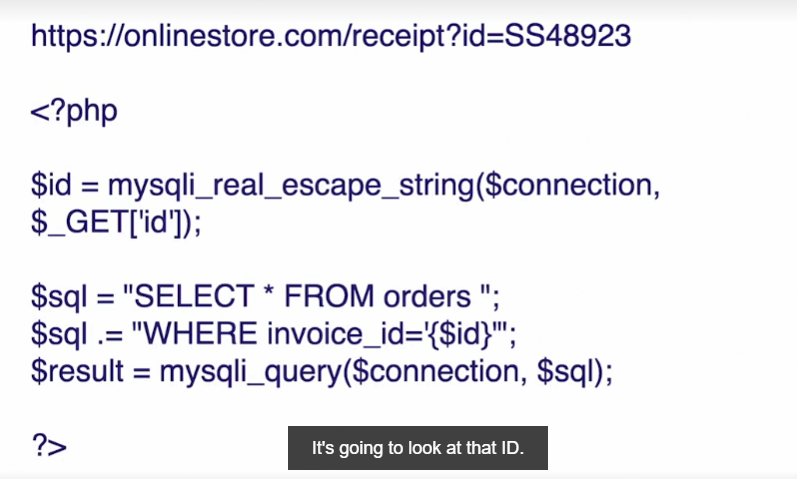 https://onlinestore.com/receipt?id=SS48923
<?php
$id = mysqli_real_escape_string($connection,
$_GET['id']);
$sql = "SELECT * FROM orders ";
$sql .= "WHERE invoice_id='{$id}'";
$result = mysqli_query($connection, $sql);
?>
It's going to look at that ID.